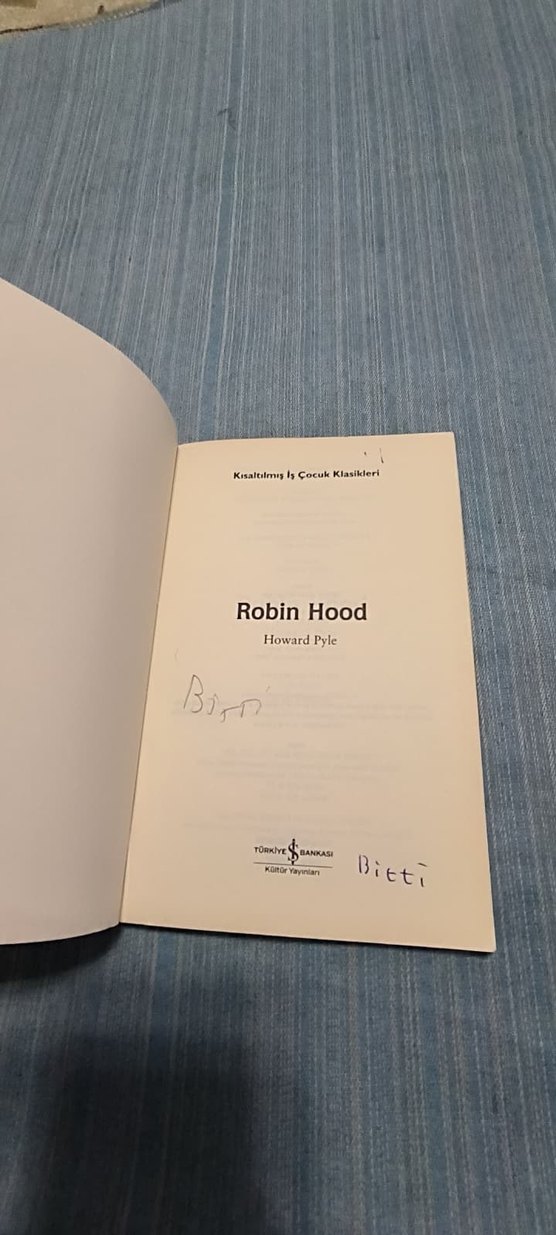 Kısaltılmış İş Çocuk Klasikleri
Robin Hood
Howard Pyle
Bitti
TÜRKİYE İŞ BANKASI
Kültür Yayınları
Bitti